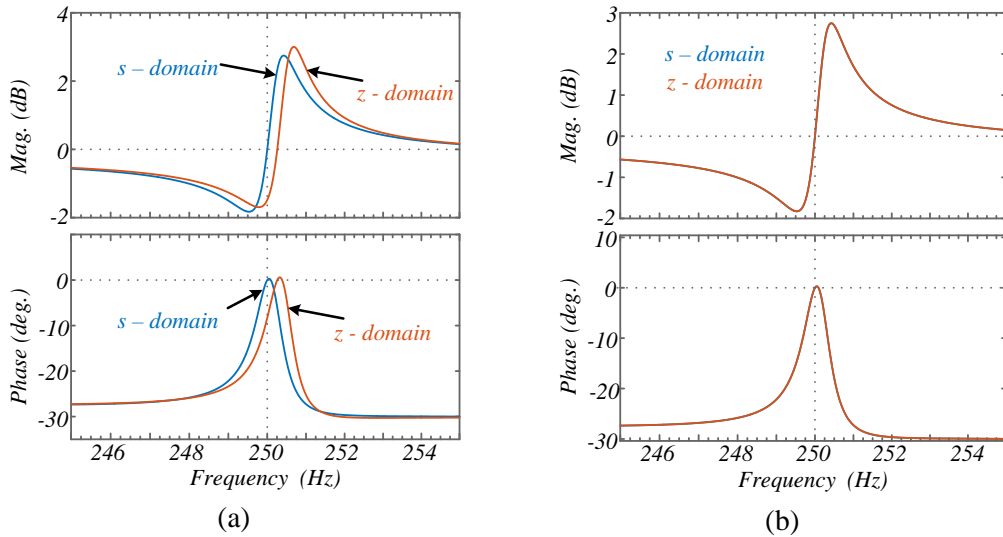 4
2
0
-2
Mag. (dB)
s – domain
z - domain
0
-10
-20
-30
Phase (deg.)
s – domain
z - domain
246 248 250 252 254
Frequency (Hz)
(a)
3
2
1
0
-1
-2
Mag. (dB)
s – domain
z - domain
10
0
-10
-20
-30
Phase (deg.)
246 248 250 252 254
Frequency (Hz)
(b)